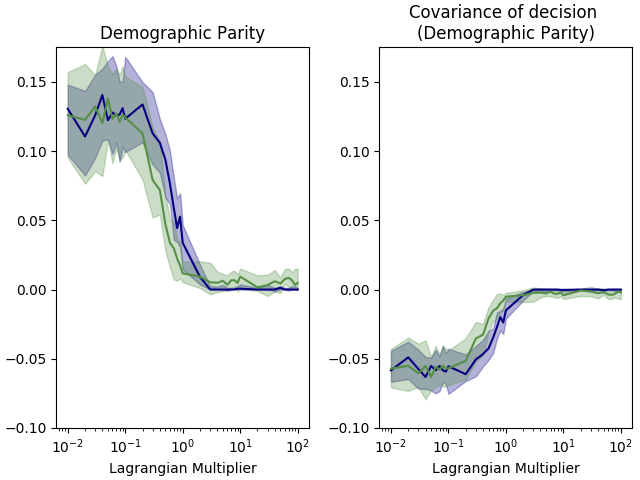 Demographic Parity
0.15
0.10
0.05
0.00
−0.05
−0.10
10⁻² 10⁻¹ 10⁰ 10¹ 10²
Lagrangian Multiplier
Covariance of decision
(Demographic Parity)
0.15
0.10
0.05
0.00
−0.05
−0.10
10⁻² 10⁻¹ 10⁰ 10¹ 10²
Lagrangian Multiplier